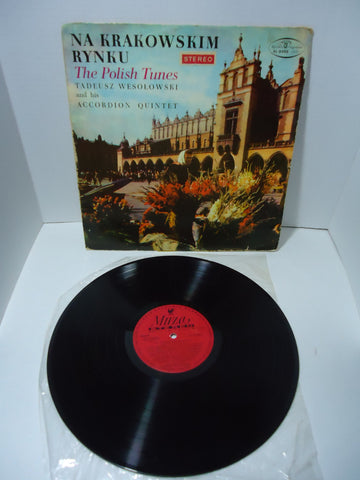 NA KRAKOWSKIM
RYNKU
STEREO
The Polish Tunes
TADEUSZ WESOŁOWSKI
and his
ACCORDION QUINTET
MUZA